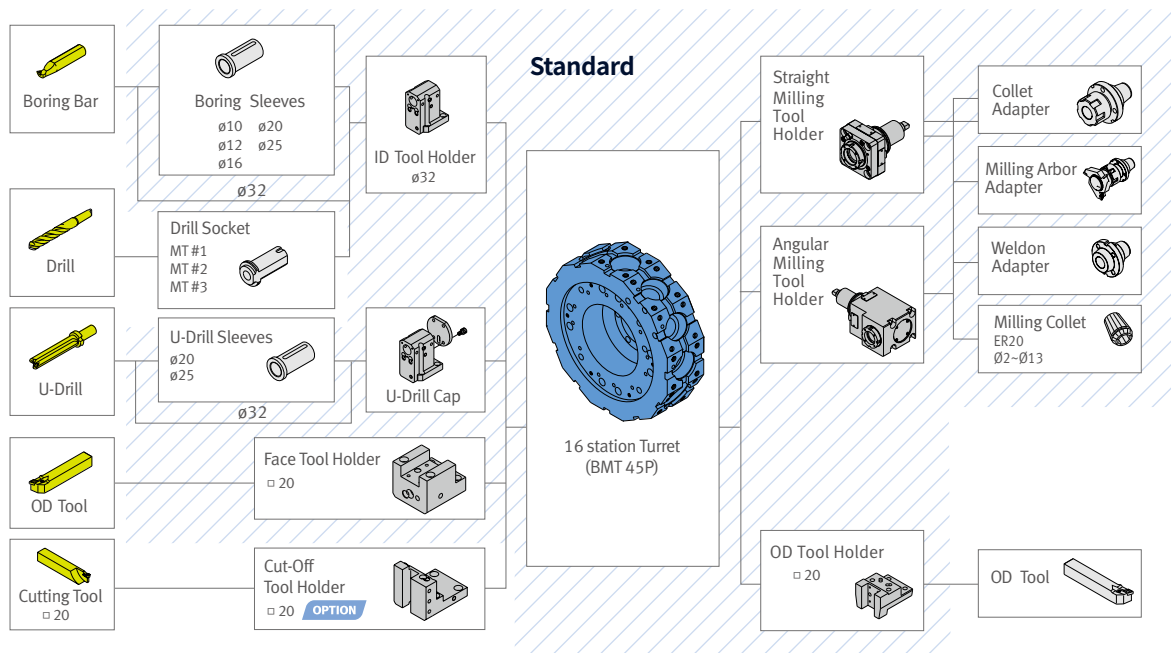 Standard
Boring Bar
Boring Sleeves
ø10 ø20
ø12 ø25
ø16
ø32
ID Tool Holder
ø32
Drill
Drill Socket
MT #1
MT #2
MT #3
U-Drill
U-Drill Sleeves
ø20
ø25
ø32
U-Drill Cap
OD Tool
Face Tool Holder
□ 20
Cutting Tool
□ 20
Cut-Off
Tool Holder
□ 20 OPTION
16 station Turret
(BMT 45P)
Straight
Milling
Tool
Holder
Angular
Milling
Tool
Holder
Collet
Adapter
Milling Arbor
Adapter
Weldon
Adapter
Milling Collet
ER20
Ø2~Ø13
OD Tool Holder
□ 20
OD Tool